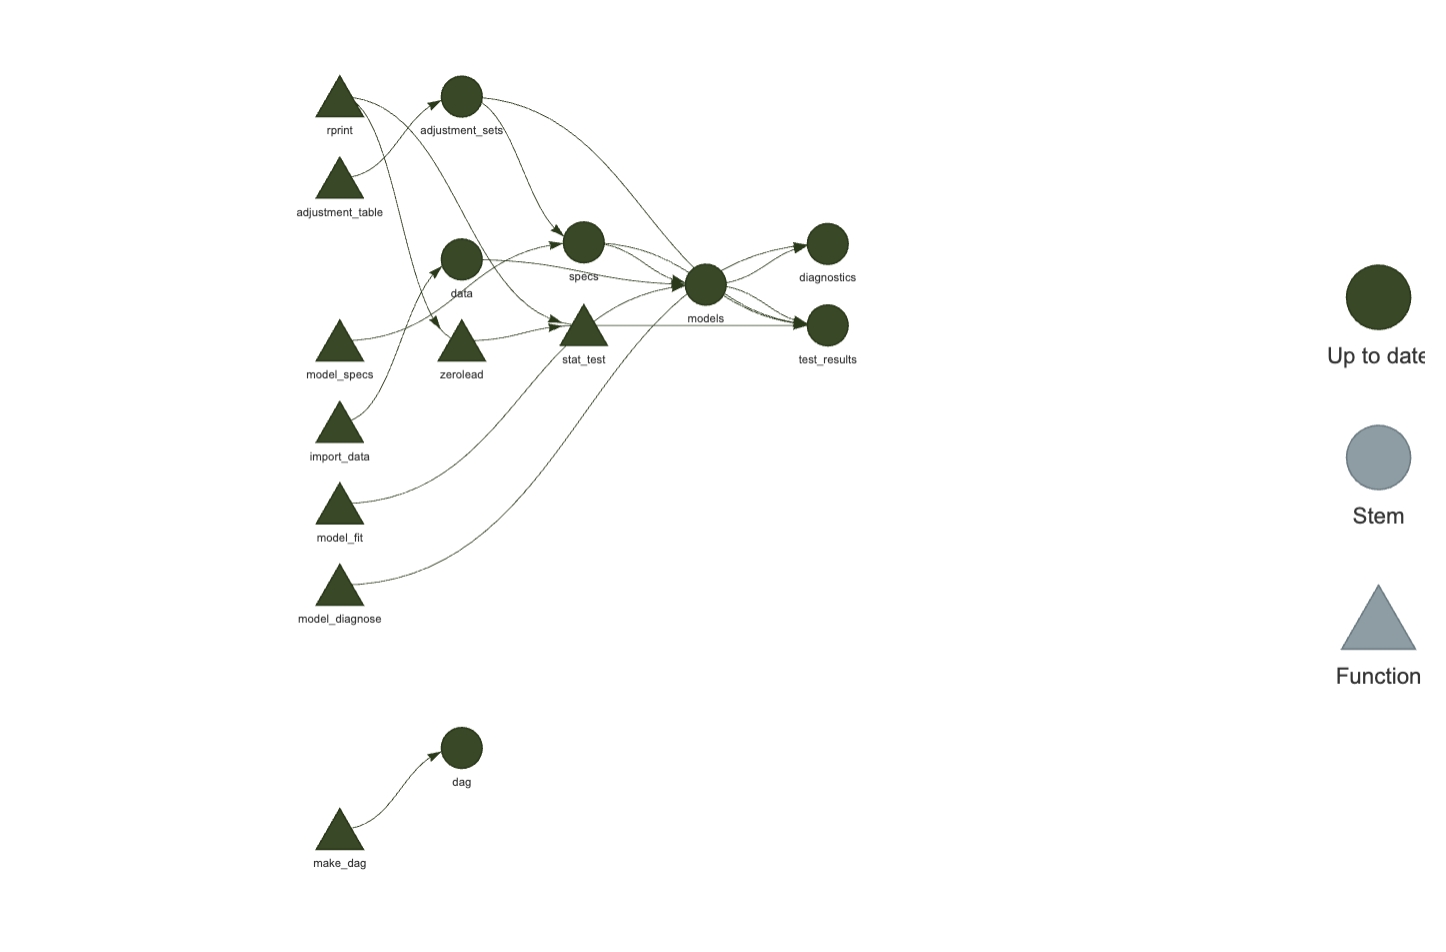 rprint
adjustment_sets
adjustment_table
data
specs
diagnostics
models
model_specs
zerolead
stat_test
test_results
import_data
model_fit
model_diagnose
dag
make_dag
Up to date
Stem
Function